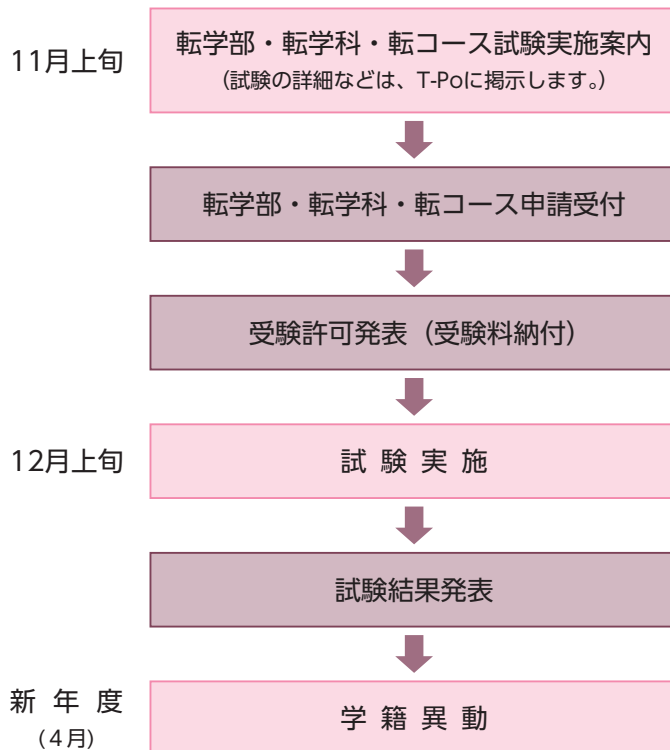 11月上旬
転学部・転学科・転コース試験実施案内
（試験の詳細などは、T-Poに掲示します。）
転学部・転学科・転コース申請受付
受験許可発表（受験料納付）
12月上旬
試 験 実 施
試験結果発表
新 年 度
（４月）
学 籍 異 動